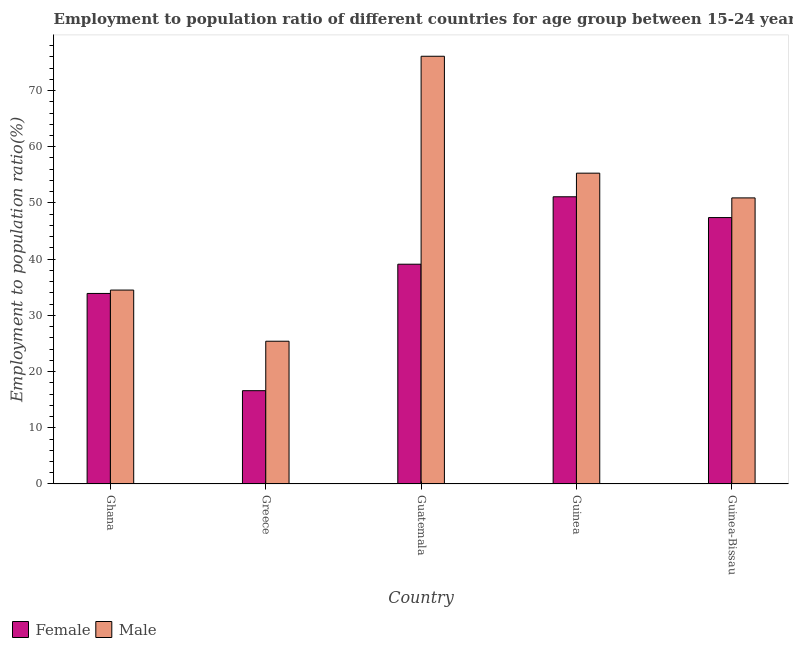 Employment to population ratio of different countries for age group between 15-24 year
Employment to population ratio(%)
70
60
50
40
30
20
10
0
Ghana
Greece
Guatemala
Guinea
Guinea-Bissau
Country
Female
Male